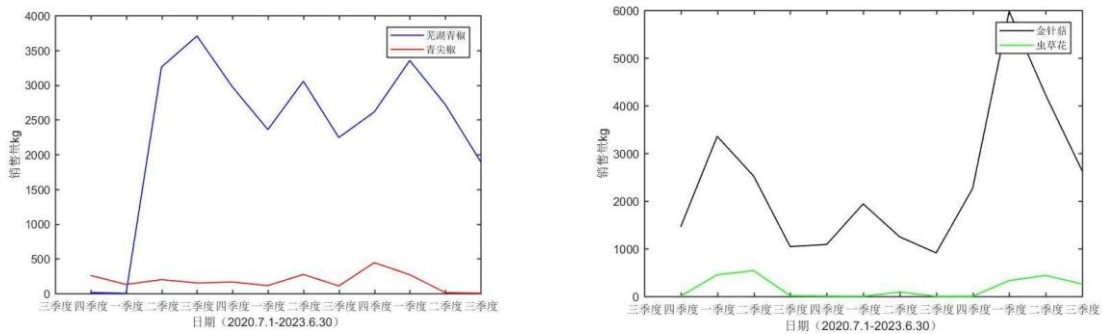 4000
3500
3000
2500
2000
1500
1000
500
0
销售量kg
芜湖青椒
青尖椒
三季度 四季度 一季度 二季度 三季度 四季度 一季度 二季度 三季度 四季度 一季度 二季度 三季度
日期（2020.7.1-2023.6.30）
6000
5000
4000
3000
2000
1000
0
销售量kg
金针菇
虫草花
三季度 四季度 一季度 二季度 三季度 四季度 一季度 二季度 三季度 四季度 一季度 二季度 三季度
日期（2020.7.1-2023.6.30）